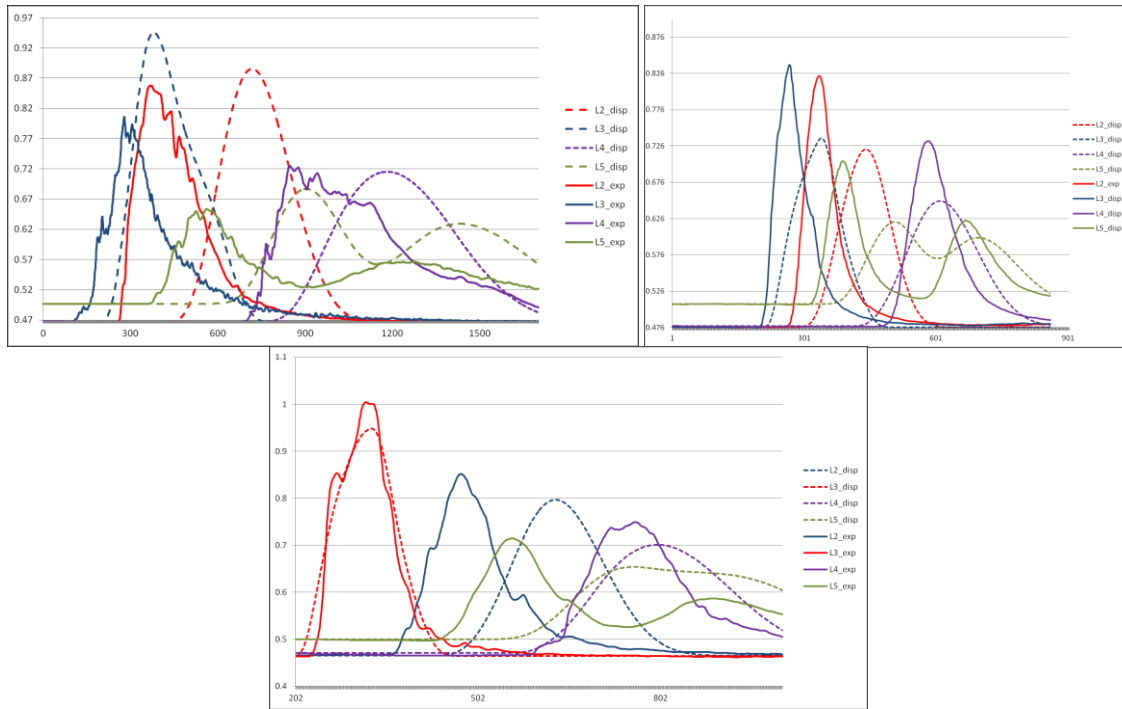 0.97
0.92
0.87
0.82
0.77
0.72
0.67
0.62
0.57
0.52
0.47
0 300 600 900 1200 1500
L2_disp
L3_disp
L4_disp
L5_disp
L2_exp
L3_exp
L4_exp
L5_exp
0.876
0.826
0.776
0.726
0.676
0.626
0.576
0.526
0.476
1 301 601 901
L2_disp
L3_disp
L4_disp
L5_disp
L2_exp
L3_exp
L4_exp
L5_exp
1.1
1
0.9
0.8
0.7
0.6
0.5
0.4
202 502 802
L2_disp
L3_disp
L4_disp
L5_disp
L2_exp
L3_exp
L4_exp
L5_exp